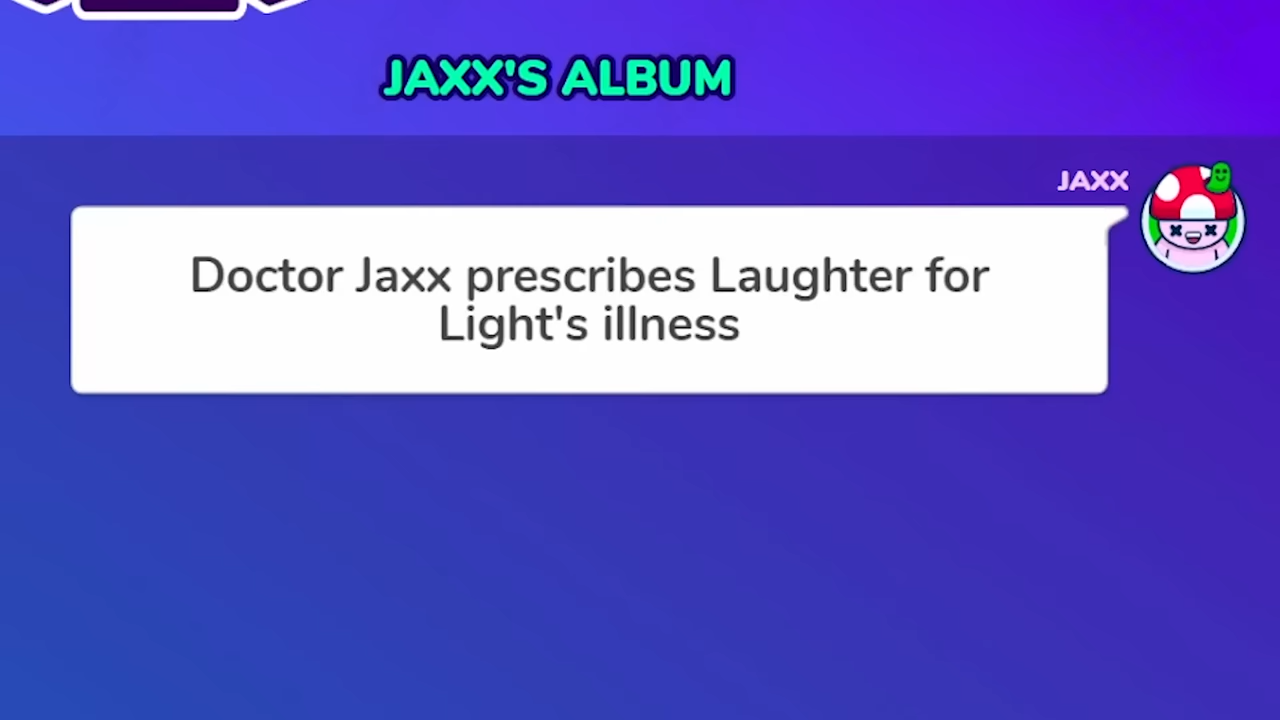 JAXX'S ALBUM
JAXX
Doctor Jaxx prescribes Laughter for
Light's illness